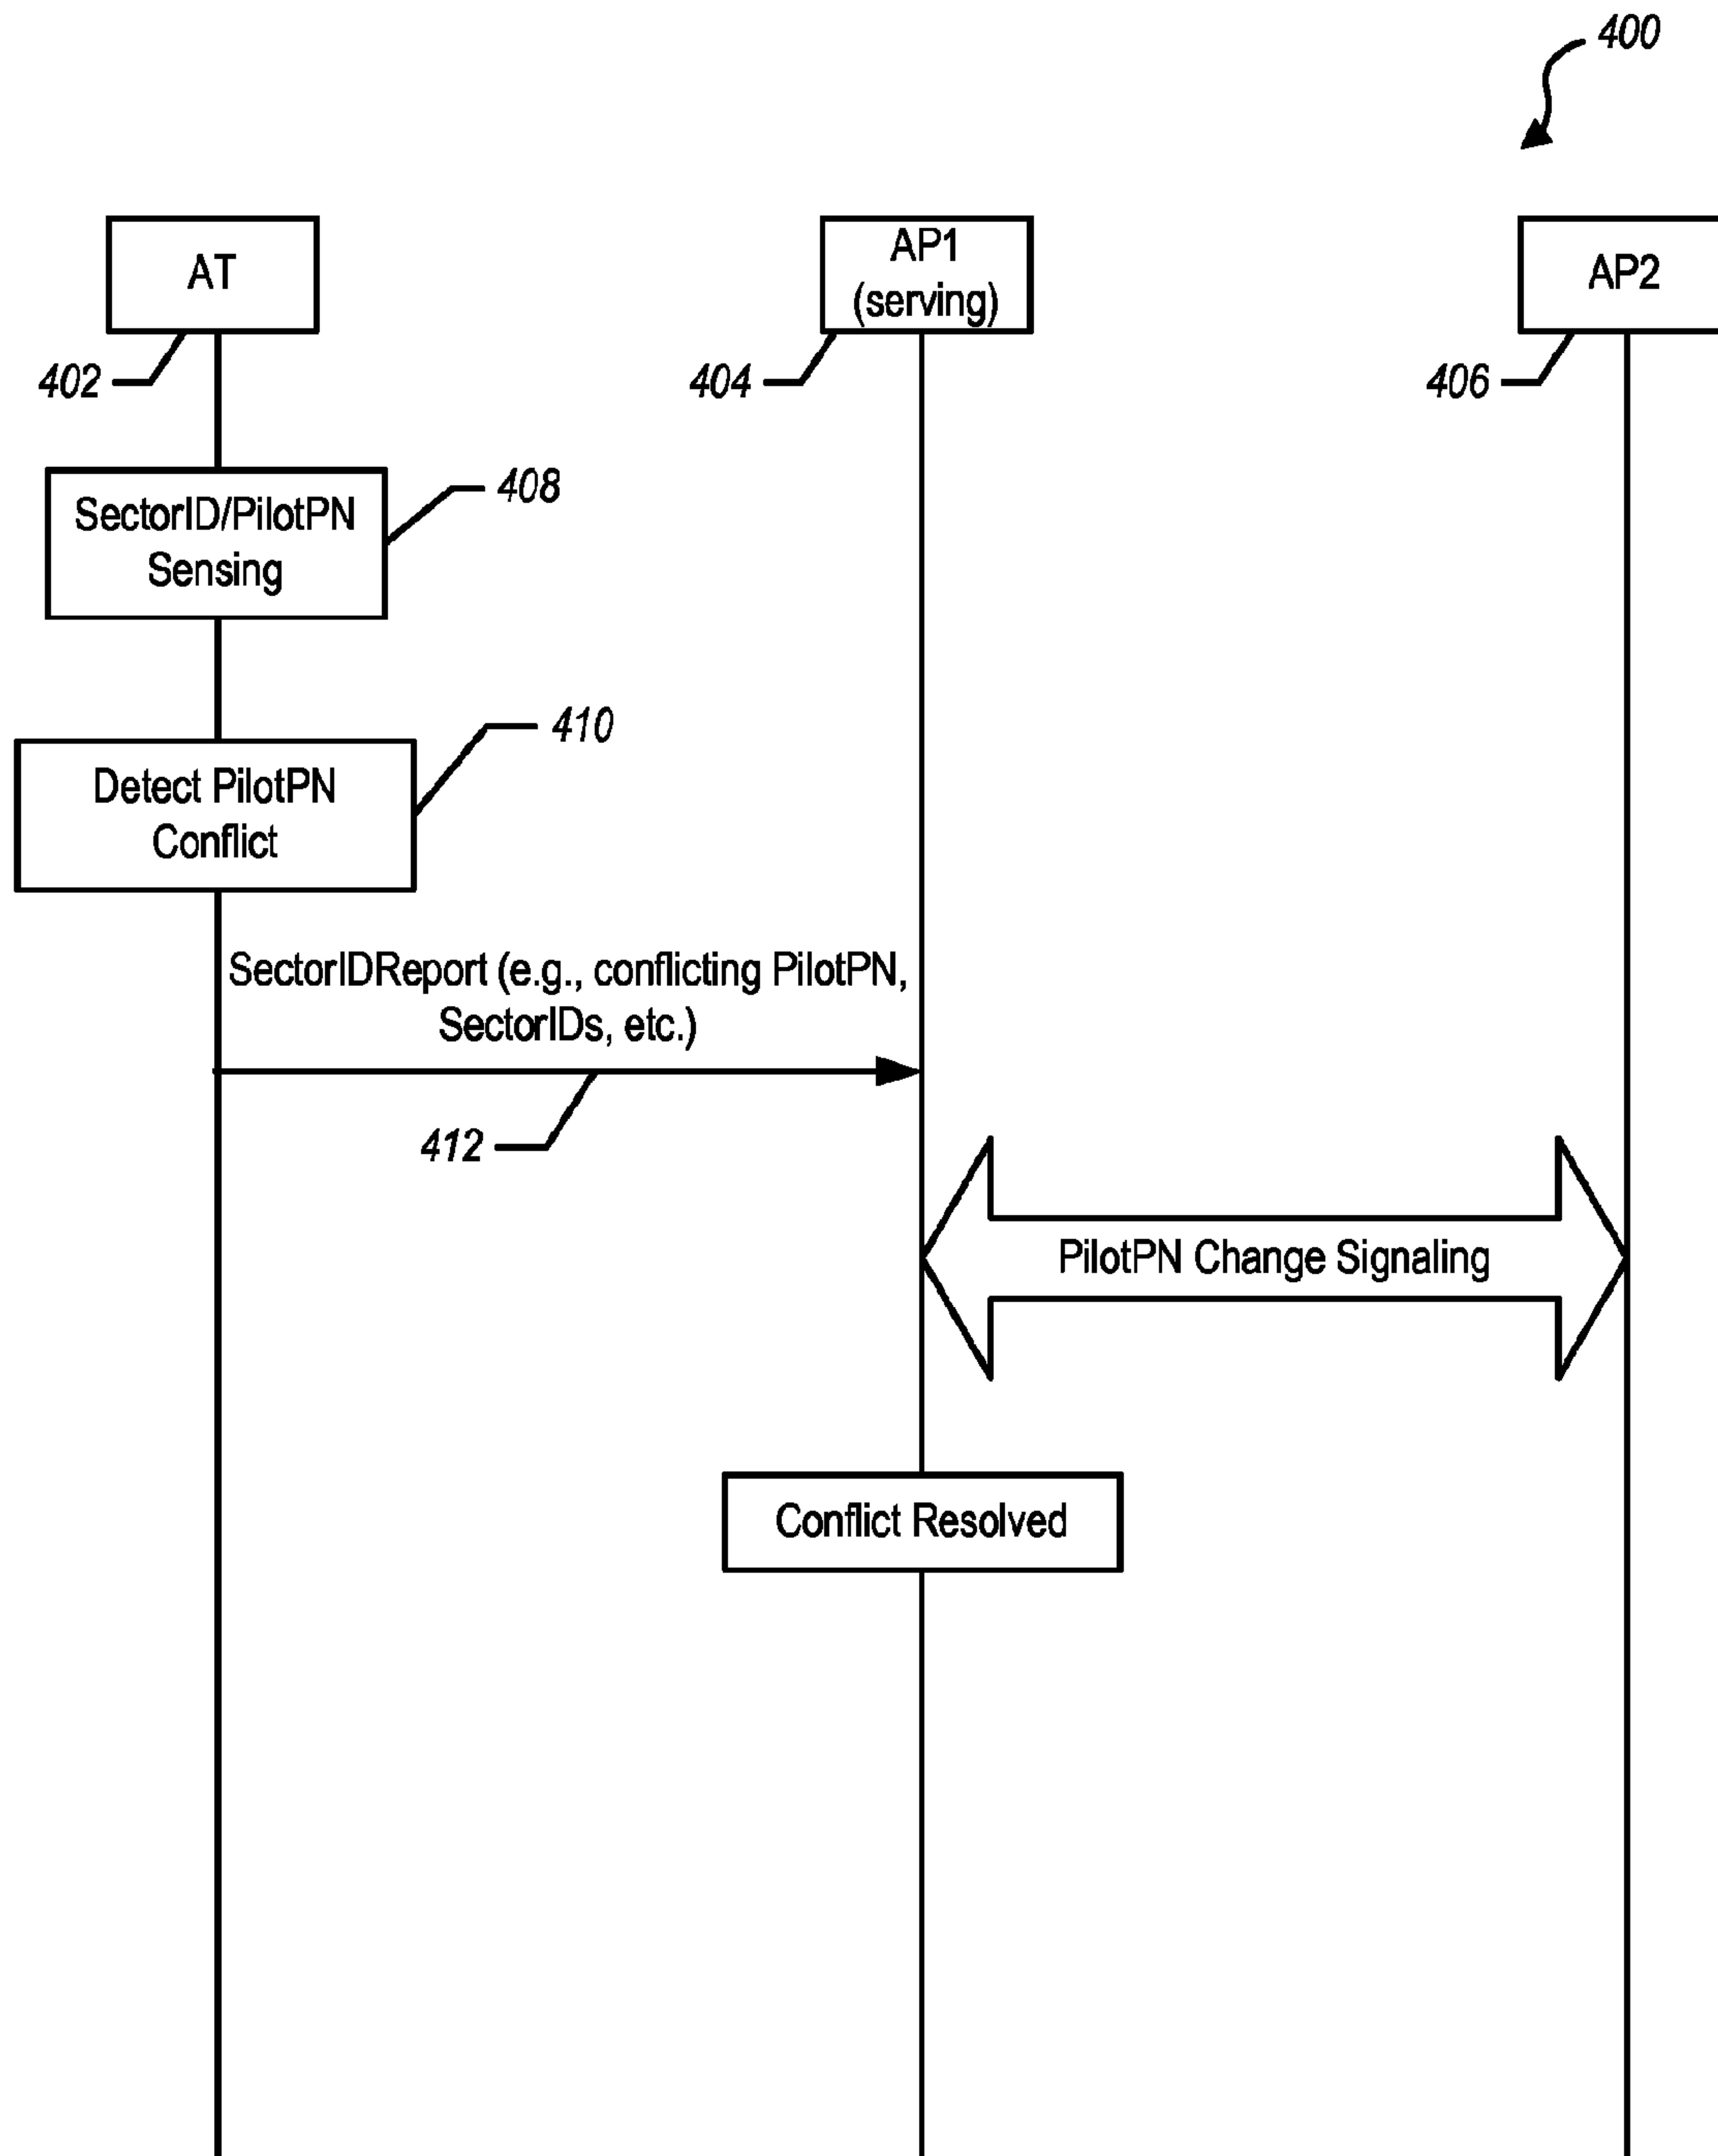 400
AT
AP1
(serving)
AP2
402
404
406
SectorID/PilotPN
Sensing
408
Detect PilotPN
Conflict
410
SectorIDReport (e.g., conflicting PilotPN,
SectorIDs, etc.)
412
PilotPN Change Signaling
Conflict Resolved